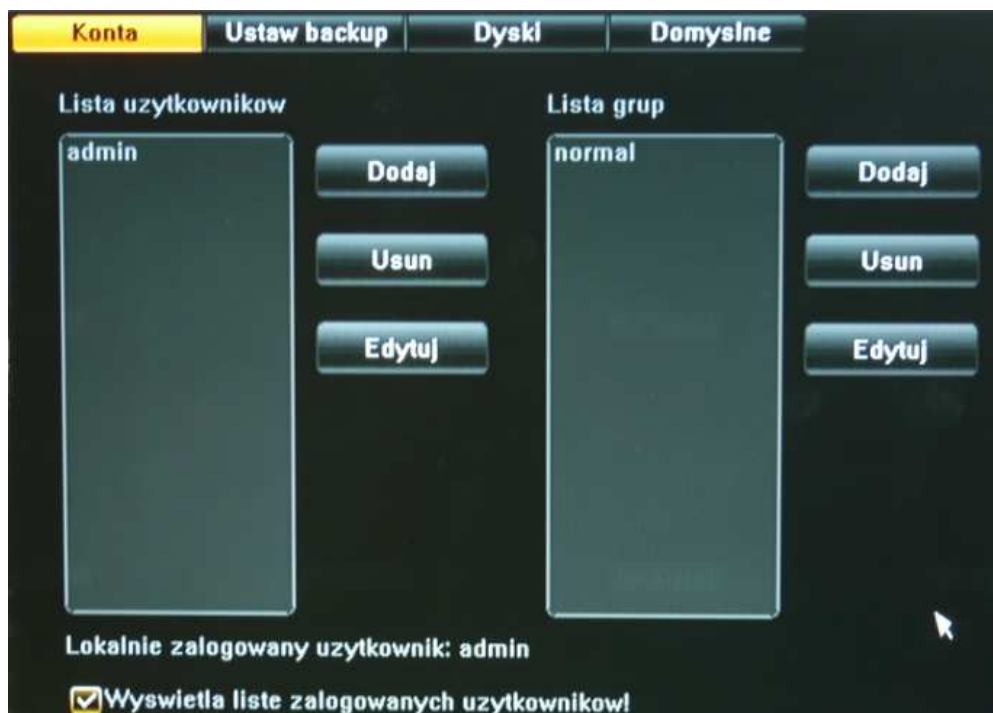 Konta Ustaw backup Dyski Domyslne
Lista uzytkownikow Lista grup
admin Dodaj normal Dodaj
Usun Usun
Edytuj Edytuj
Lokalnie zalogowany uzytkownik: admin
Wyswietla liste zalogowanych uzytkownikow!